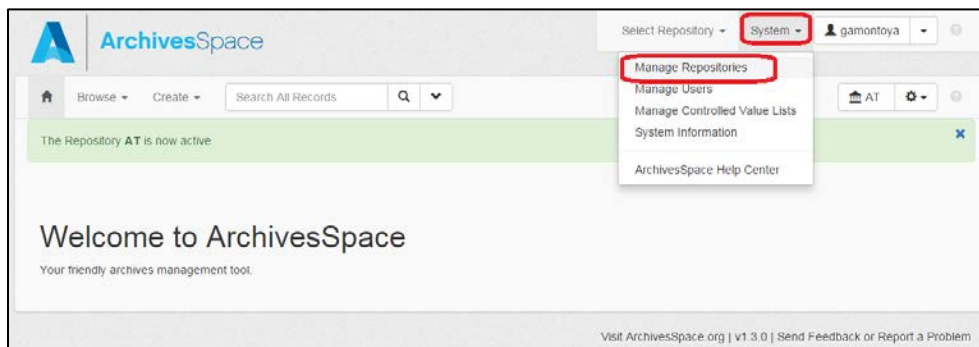 ArchivesSpace
Select Repository
System
gamontoya
Manage Repositories
Manage Users
Manage Controlled Value Lists
System Information
ArchivesSpace Help Center
Browse
Create
Search All Records
AT
The Repository AT is now active
Welcome to ArchivesSpace
Your friendly archives management tool.
Visit ArchivesSpace.org | v1.3.0 | Send Feedback or Report a Problem